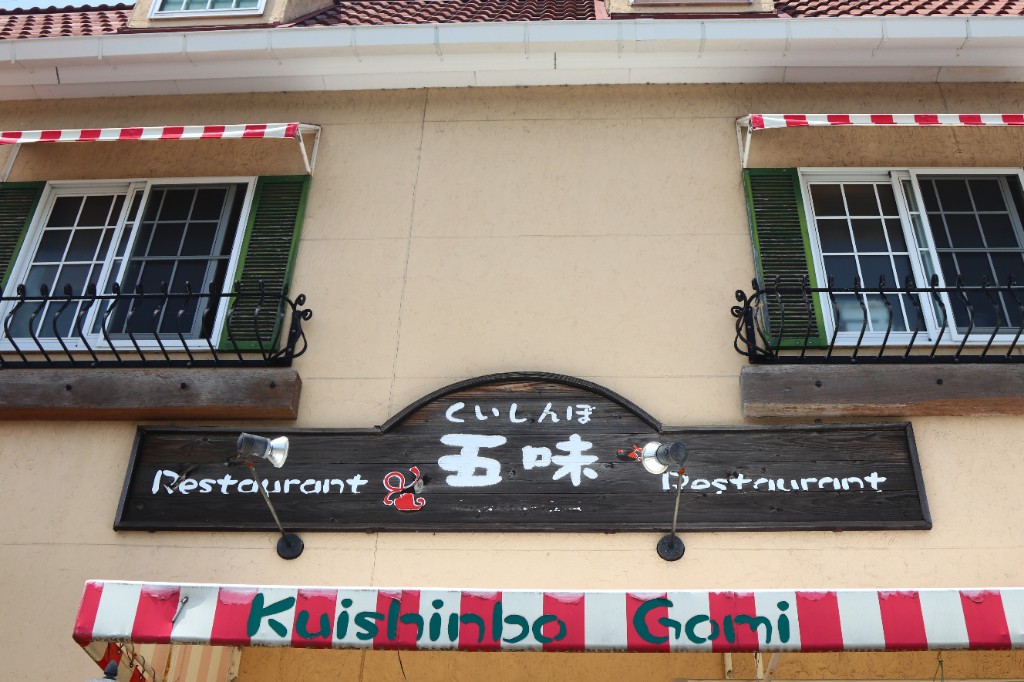 くいしんぼ
Restaurant 五味 Restaurant
Kuishinbo Gomi